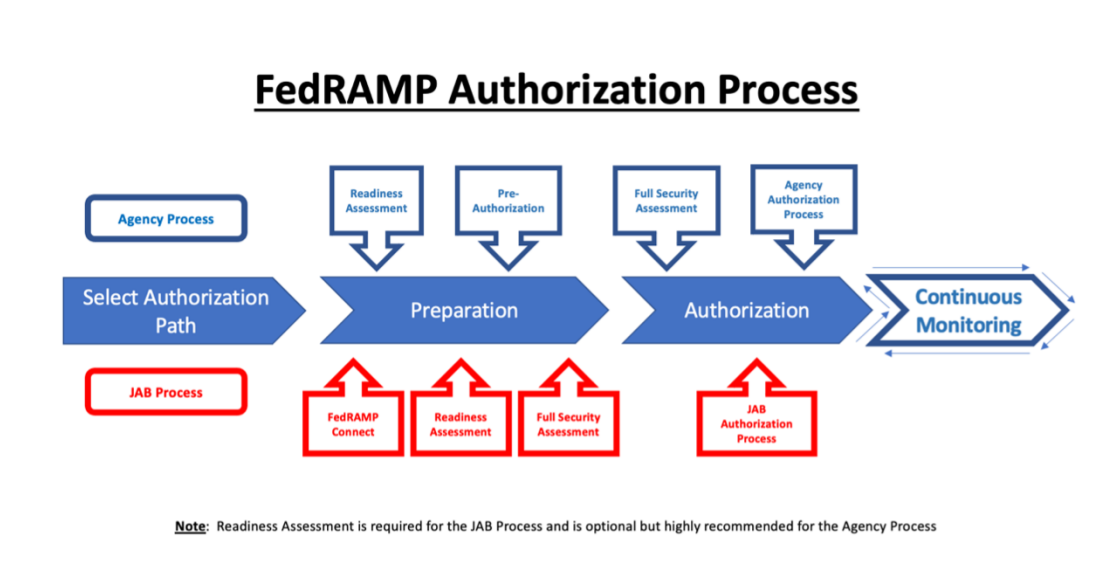 FedRAMP Authorization Process
Agency Process
Readiness
Assessment
Pre-
Authorization
Full Security
Assessment
Agency
Authorization
Process
Select Authorization
Path
Preparation
Authorization
Continuous
Monitoring
JAB Process
FedRAMP
Connect
Readiness
Assessment
Full Security
Assessment
JAB
Authorization
Process
Note: Readiness Assessment is required for the JAB Process and is optional but highly recommended for the Agency Process